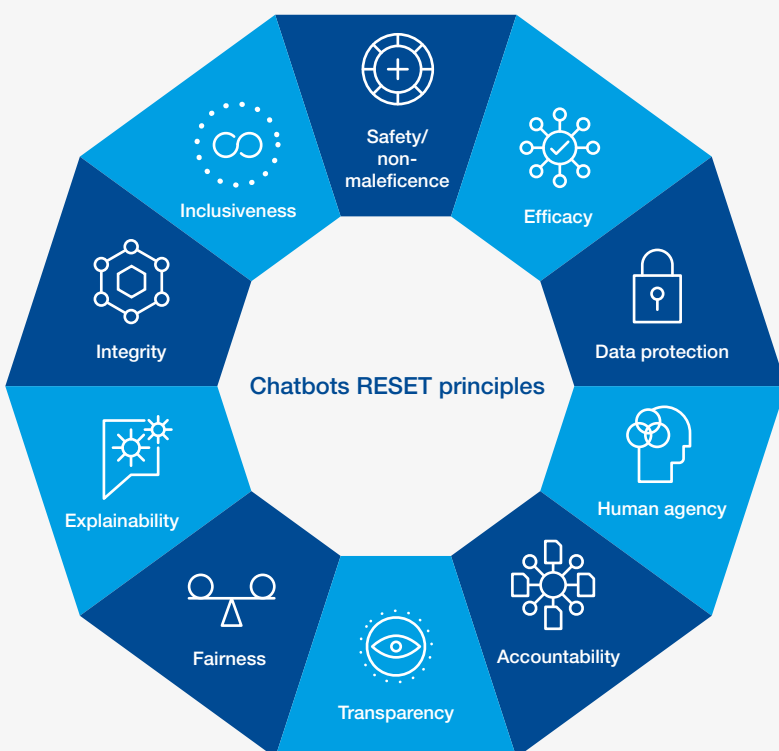 Safety/
non-
maleficence
Efficacy
Data protection
Human agency
Accountability
Transparency
Fairness
Explainability
Integrity
Inclusiveness
Chatbots RESET principles